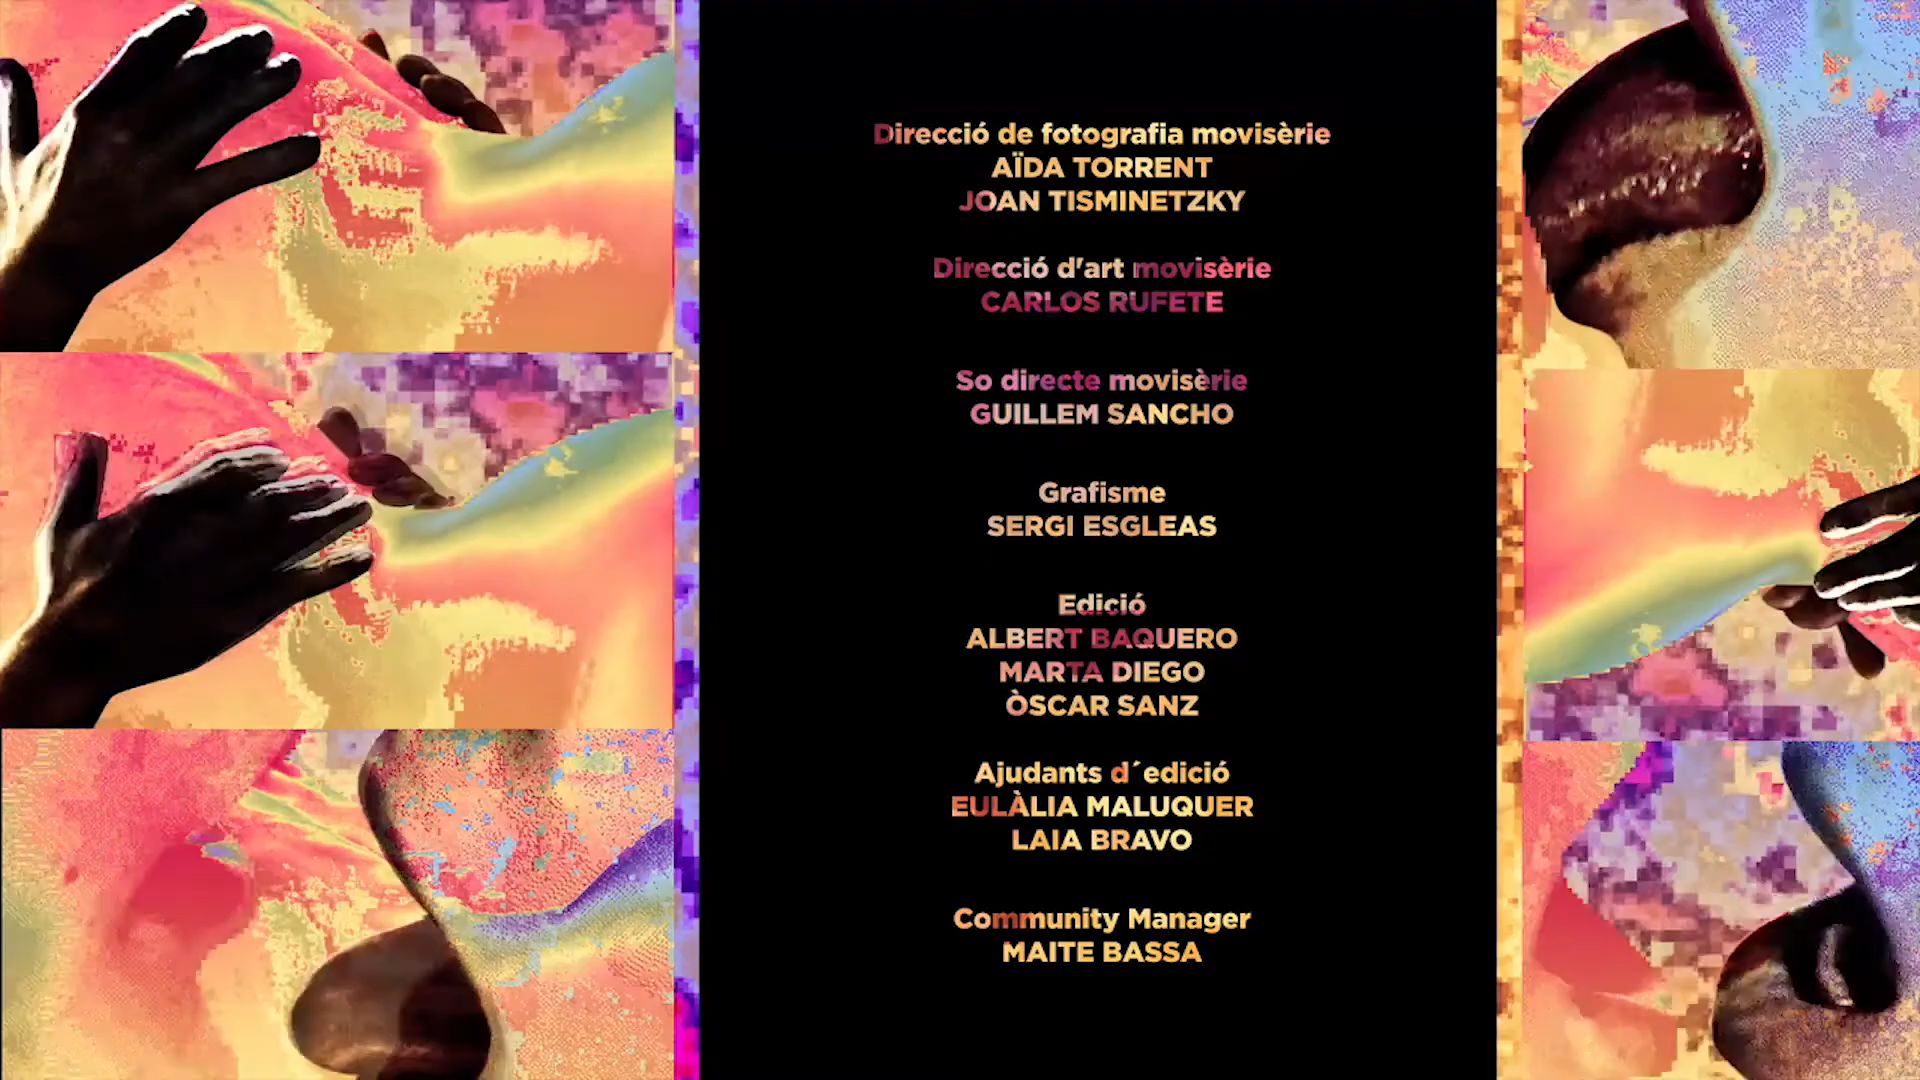 Direcció de fotografia movisèrie
AÏDA TORRENT
JOAN TISMINETZKY
Direcció d'art movisèrie
CARLOS RUFETE
So directe movisèrie
GUILLEM SANCHO
Grafisme
SERGI ESGLEAS
Edició
ALBERT BAQUERO
MARTA DIEGO
ÒSCAR SANZ
Ajudants d´edició
EULÀLIA MALUQUER
LAIA BRAVO
Community Manager
MAITE BASSA